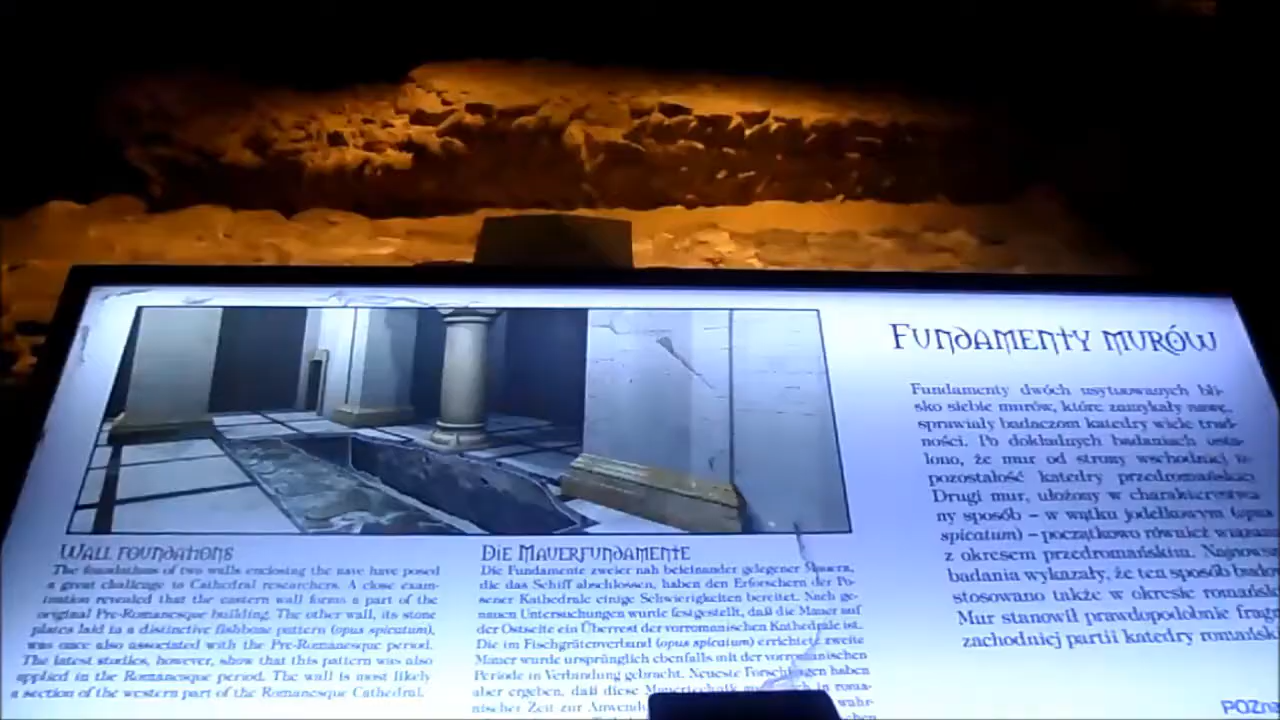 WALL FOUNDATIONS
The foundations of two walls enclosing the nave have posed
a great challenge to Cathedral researchers. A close exam-
ination revealed that the eastern wall forms a part of the
original Pre-Romanesque building. The other wall, its stone
plates laid in a distinctive fishbone pattern (opus spicatum),
was once also associated with the Pre-Romanesque period.
The latest studies, however, show that this pattern was also
applied in the Romanesque period. The wall is most likely
a section of the western part of the Romanesque Cathedral.
DIE MAUERFUNDAMENTE
Die Fundamente zweier nah beieinander gelegener Mauern,
die das Schiff abschlossen, haben den Erforschern der Po-
sener Kathedrale einige Schwierigkeiten bereitet. Nach ge-
nauen Untersuchungen wurde festgestellt, daß die Mauer auf
der Ostseite ein Überrest der vorromanischen Kathedrale ist.
Die im Fischgrätenverband (opus spicatum) errichtete zweite
Mauer wurde ursprünglich ebenfalls mit der vorromanischen
Periode in Verbindung gebracht. Neueste Forschungen haben
aber ergeben, daß diese Mauertechnik in roma-
nischer Zeit zur
FUNDAMENTY MURÓW
Fundamenty dwóch usytuowanych bli-
sko siebie murów, które zamykały nawę,
sprawiały badaczom katedry wiele trud-
ności. Po dokładnych badaniach usta-
lono, że mur od strony wschodniej to
pozostałość katedry przedromańskiej.
Drugi mur, ułożony w charakterystycz
ny sposób – w wątku jodełkowym (opus
spicatum) – początkowo również wiązano
z okresem przedromańskim. Najnowsze
badania wykazały, że ten sposób budow
stosowano także w okresie romański
Mur stanowił prawdopodobnie frag
zachodniej partii katedry romańsk
POZn